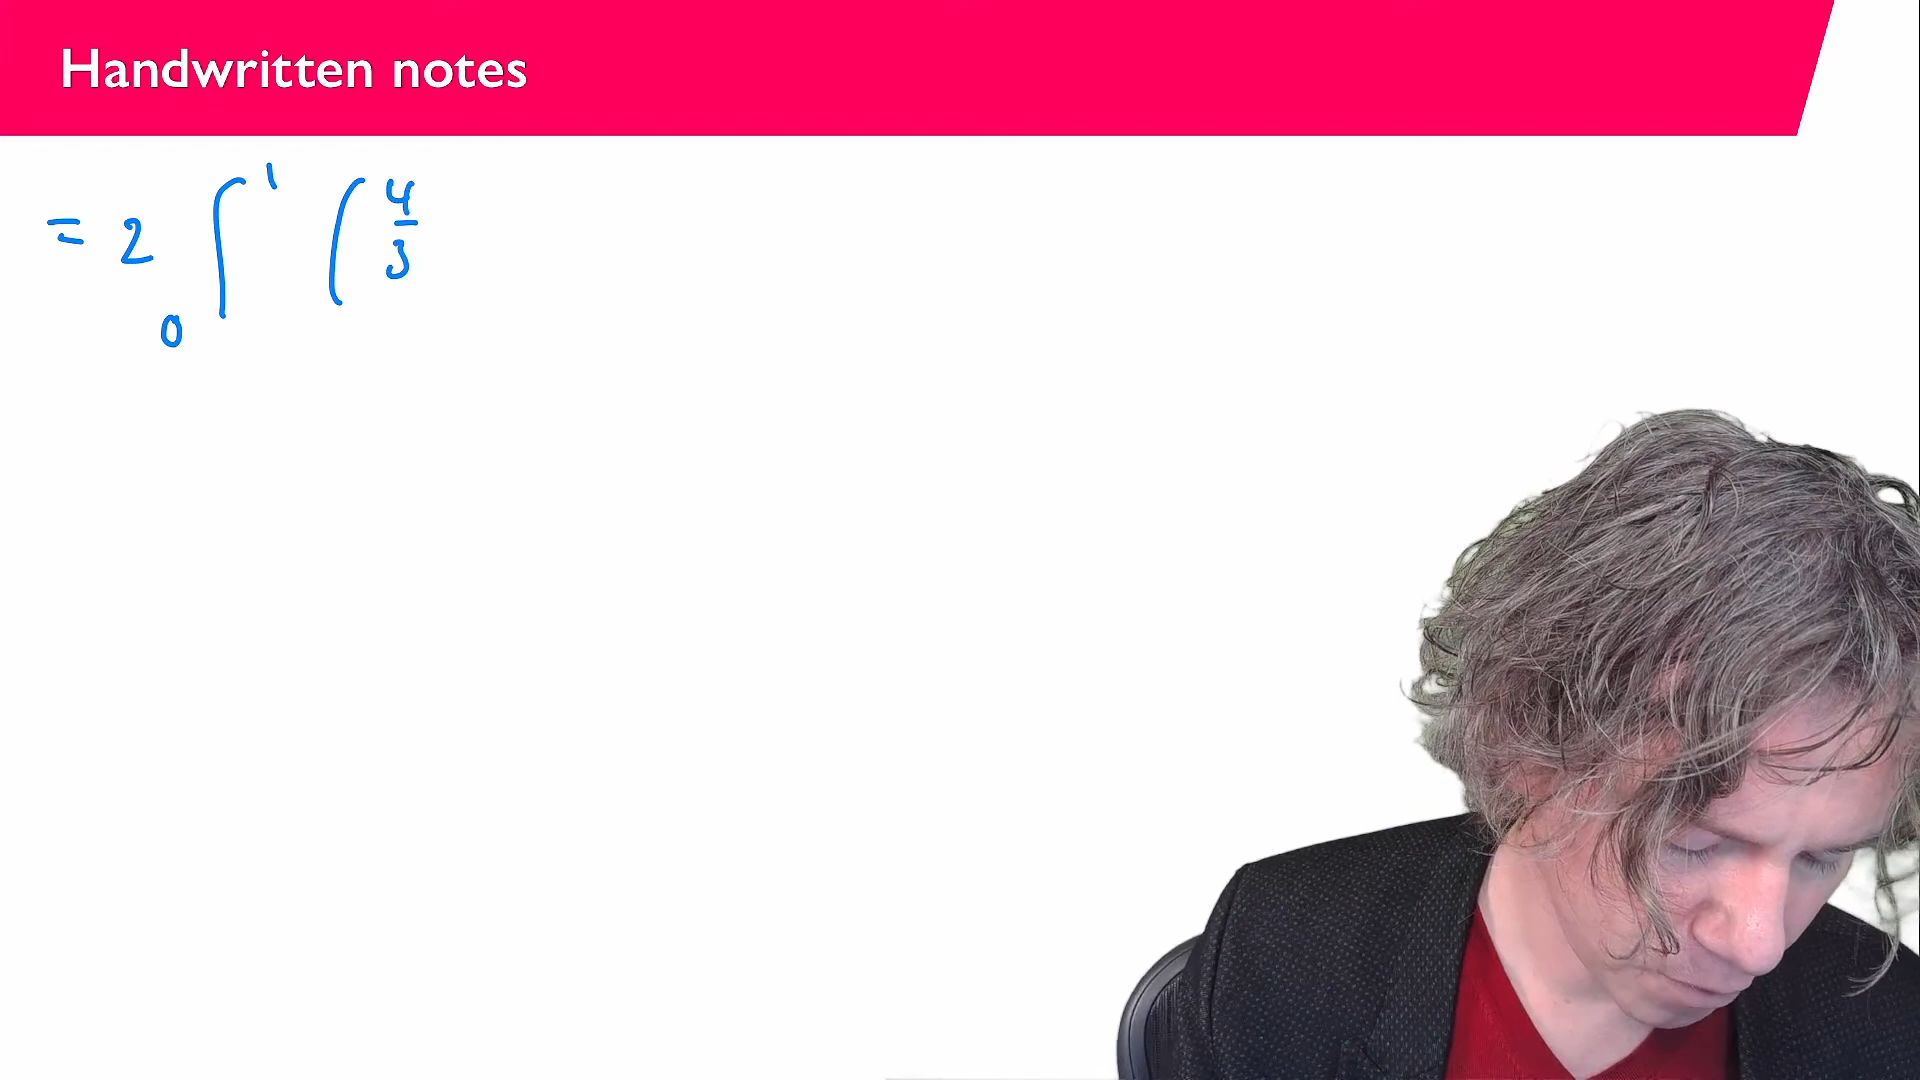 Handwritten notes
= 2 ∫₀¹ ( 4/3